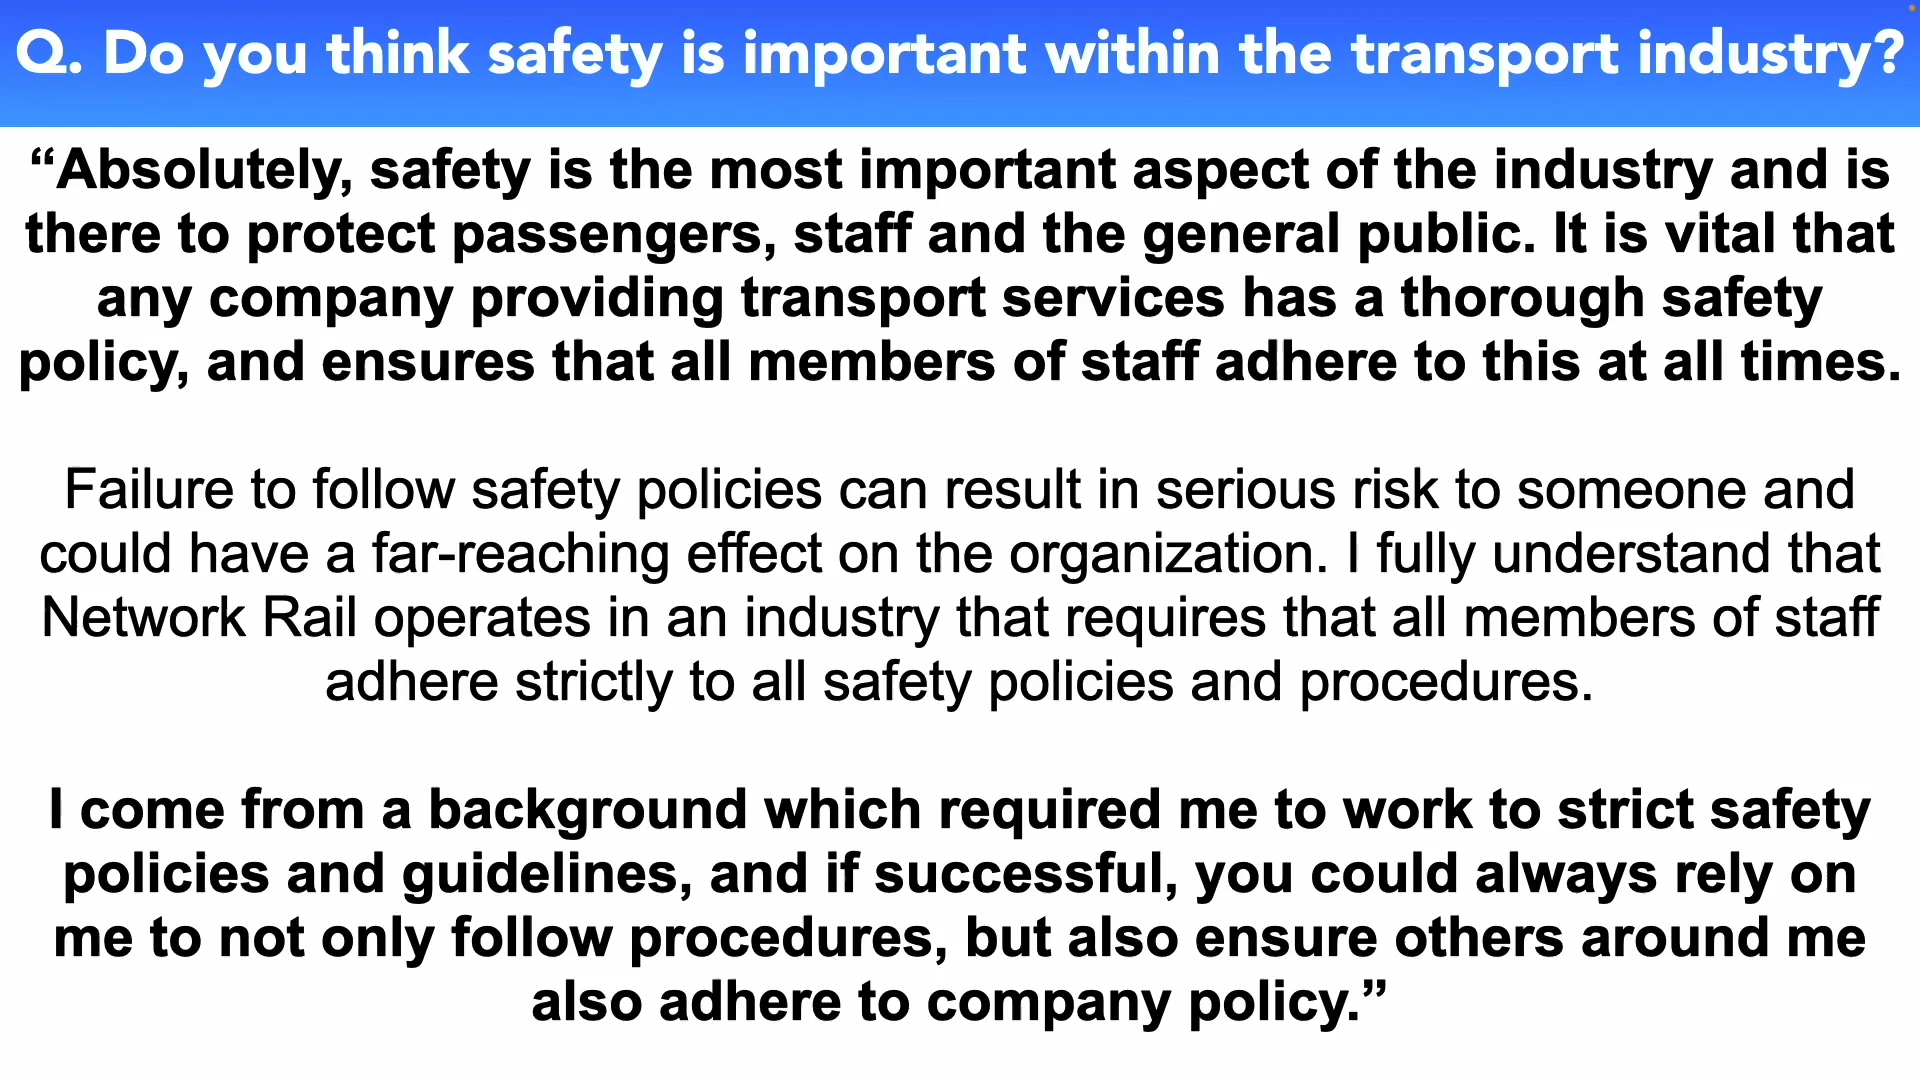 Q. Do you think safety is important within the transport industry?
“Absolutely, safety is the most important aspect of the industry and is
there to protect passengers, staff and the general public. It is vital that
any company providing transport services has a thorough safety
policy, and ensures that all members of staff adhere to this at all times.
Failure to follow safety policies can result in serious risk to someone and
could have a far-reaching effect on the organization. I fully understand that
Network Rail operates in an industry that requires that all members of staff
adhere strictly to all safety policies and procedures.
I come from a background which required me to work to strict safety
policies and guidelines, and if successful, you could always rely on
me to not only follow procedures, but also ensure others around me
also adhere to company policy.”